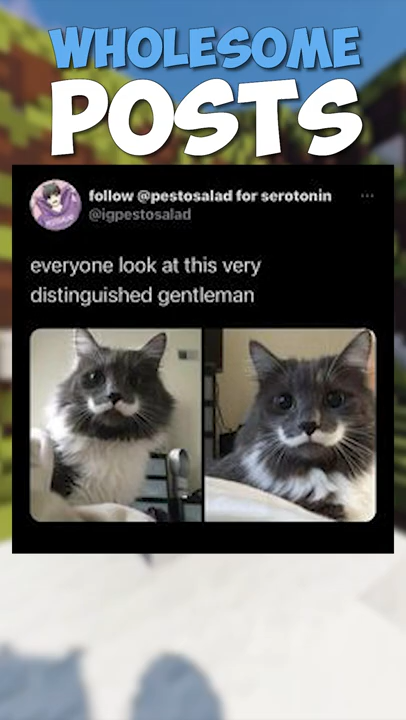 WHOLESOME
POSTS
follow @pestosalad for serotonin
@igpestosalad
everyone look at this very
distinguished gentleman